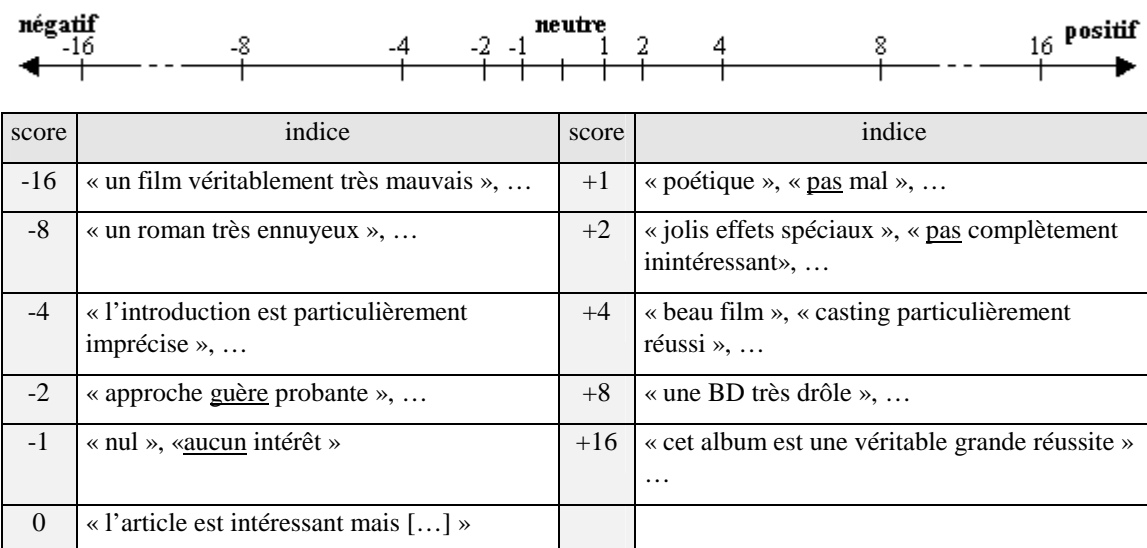 négatif neutre positif
-16 -8 -4 -2 -1 1 2 4 8 16
score indice score indice
-16 « un film véritablement très mauvais », … +1 « poétique », « pas mal », …
-8 « un roman très ennuyeux », … +2 « jolis effets spéciaux », « pas complètement
inintéressant», …
-4 « l’introduction est particulièrement
imprécise », … +4 « beau film », « casting particulièrement
réussi », …
-2 « approche guère probante », … +8 « une BD très drôle », …
-1 « nul », «aucun intérêt » +16 « cet album est une véritable grande réussite »
…
0 « l’article est intéressant mais […] »